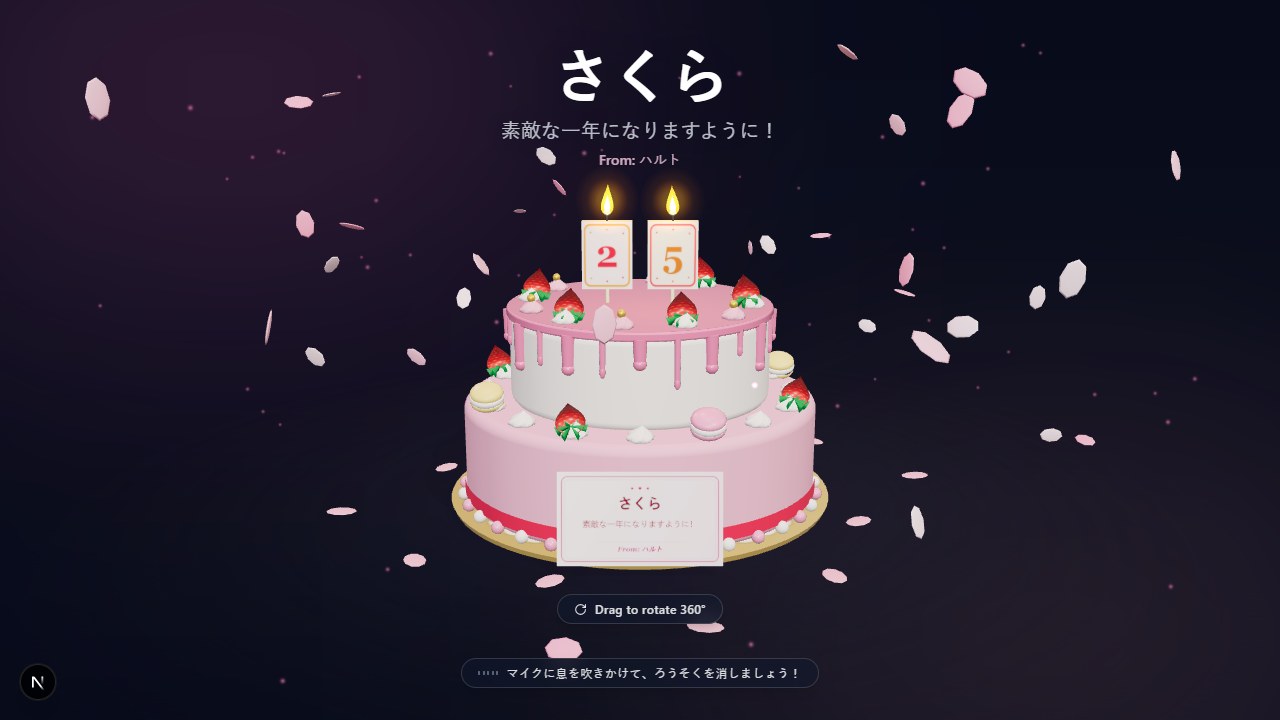 さくら
素敵な一年になりますように！
From: ハルト
2 5
さくら
素敵な一年になりますように！
From: ハルト
Drag to rotate 360°
マイクに息を吹きかけて、ろうそくを消しましょう！
N